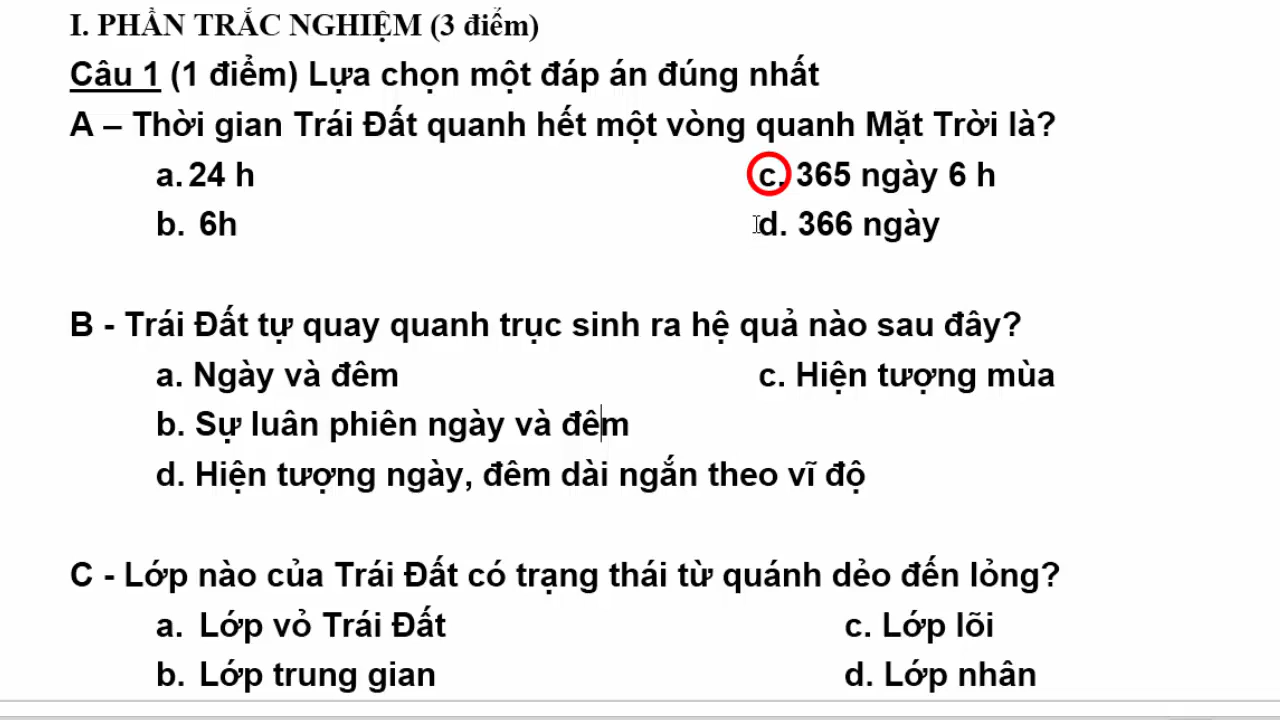 I. PHẦN TRẮC NGHIỆM (3 điểm)
Câu 1 (1 điểm) Lựa chọn một đáp án đúng nhất
A – Thời gian Trái Đất quanh hết một vòng quanh Mặt Trời là?
a. 24 h c. 365 ngày 6 h
b. 6h d. 366 ngày
B - Trái Đất tự quay quanh trục sinh ra hệ quả nào sau đây?
a. Ngày và đêm c. Hiện tượng mùa
b. Sự luân phiên ngày và đêm
d. Hiện tượng ngày, đêm dài ngắn theo vĩ độ
C - Lớp nào của Trái Đất có trạng thái từ quánh dẻo đến lỏng?
a. Lớp vỏ Trái Đất c. Lớp lõi
b. Lớp trung gian d. Lớp nhân